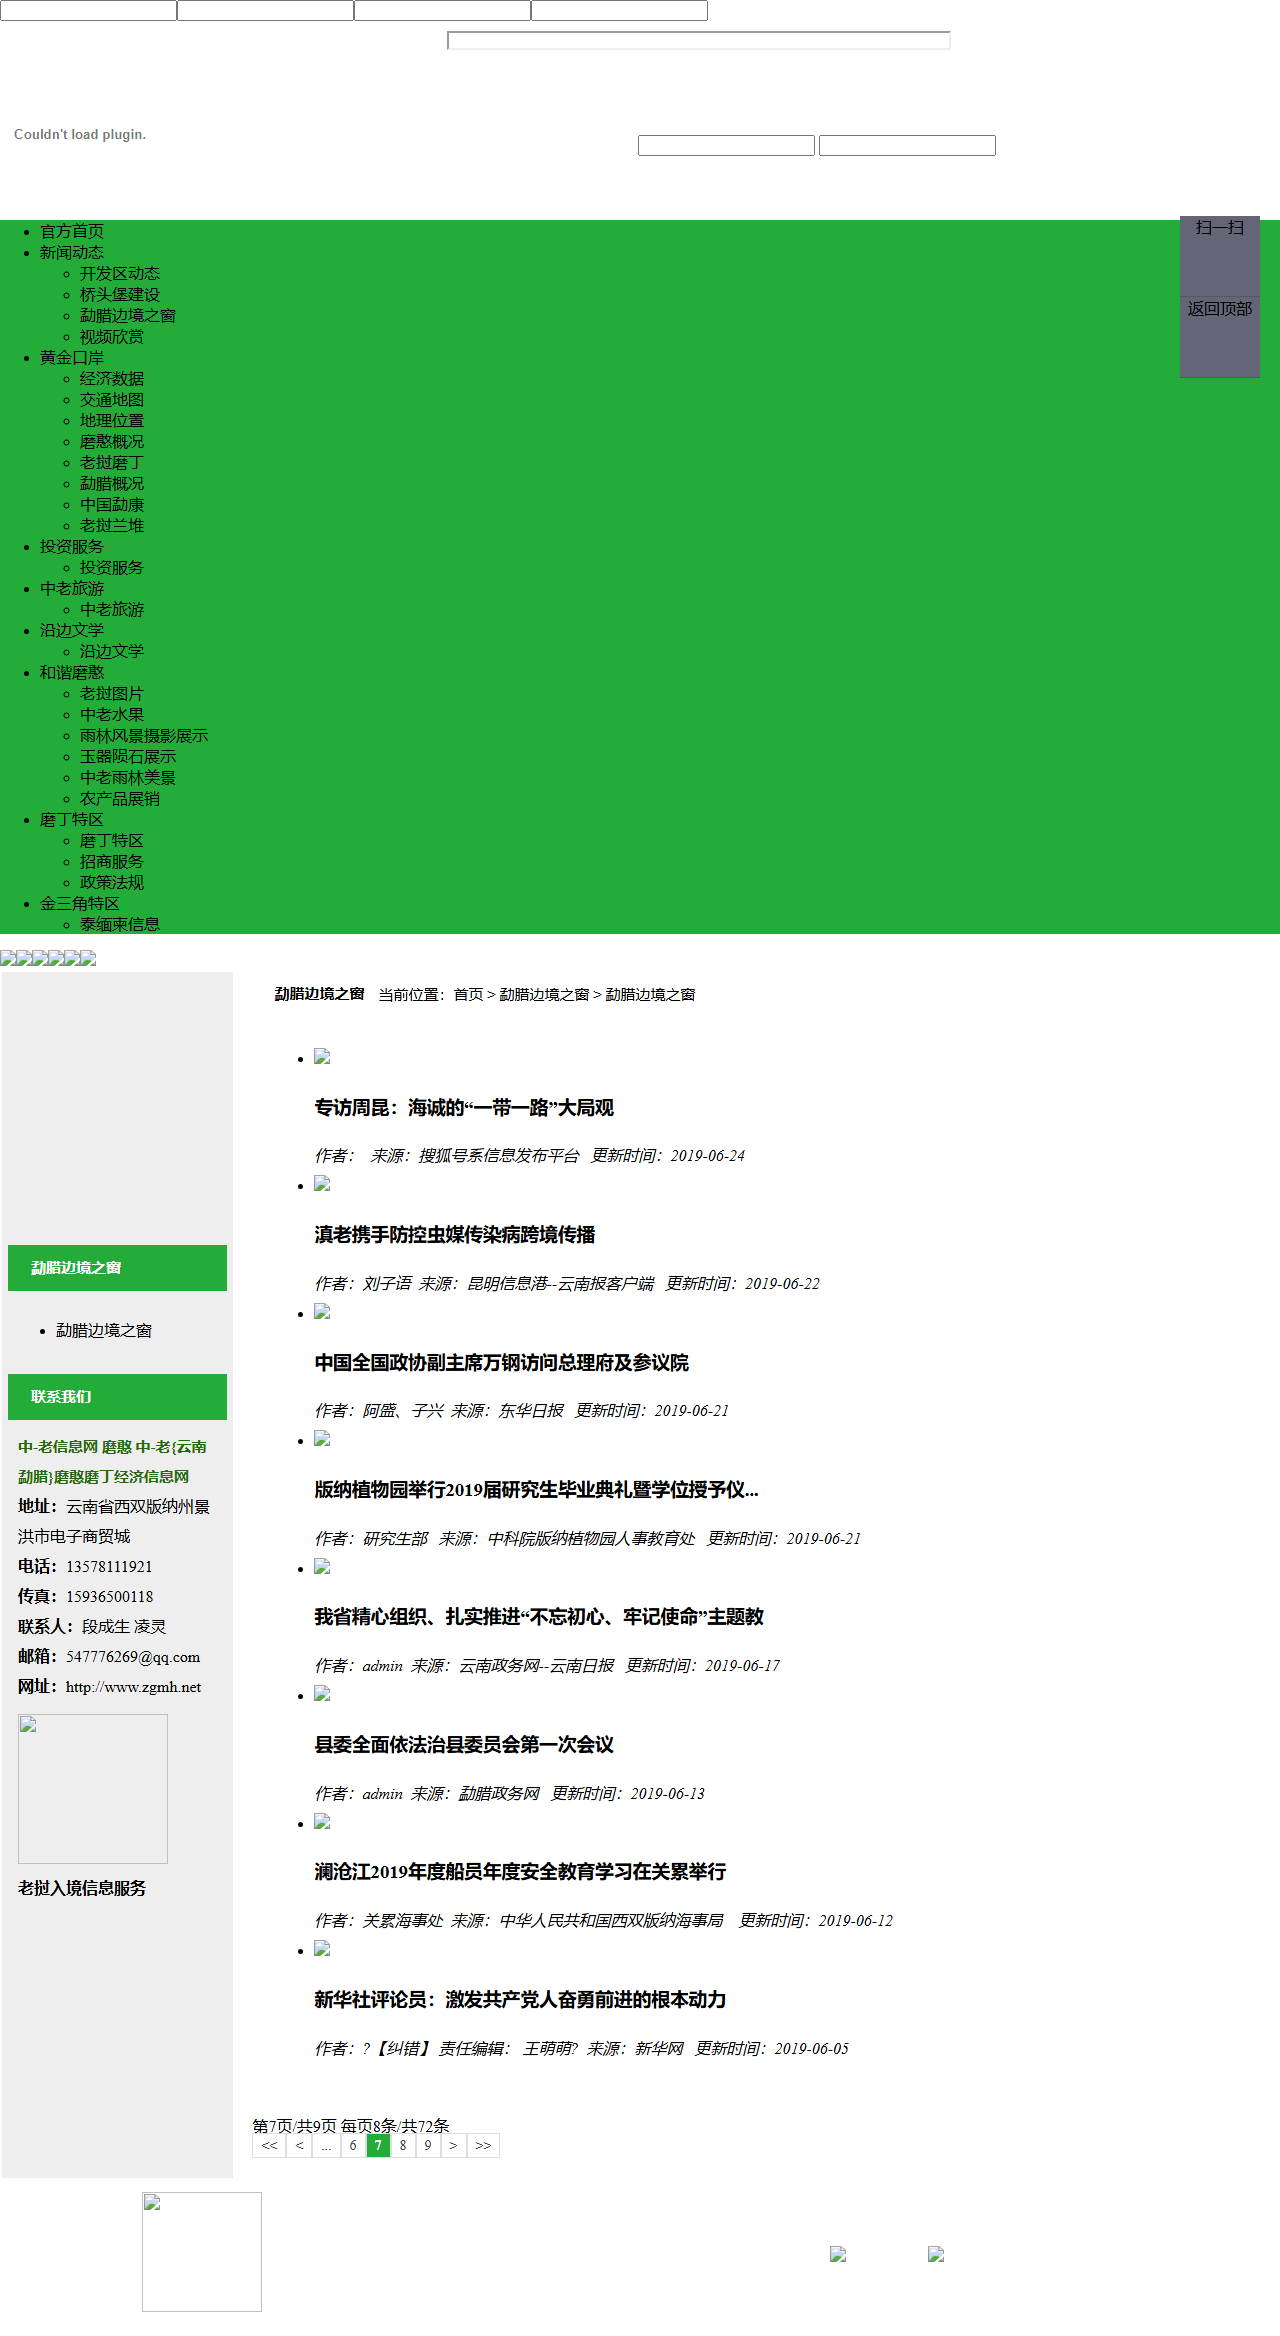 Couldn't load plugin.
扫一扫
返回顶部
官方首页
新闻动态
开发区动态
桥头堡建设
勐腊边境之窗
视频欣赏
黄金口岸
经济数据
交通地图
地理位置
磨憨概况
老挝磨丁
勐腊概况
中国勐康
老挝兰堆
投资服务
投资服务
中老旅游
中老旅游
沿边文学
沿边文学
和谐磨憨
老挝图片
中老水果
雨林风景摄影展示
玉器陨石展示
中老雨林美景
农产品展销
磨丁特区
磨丁特区
招商服务
政策法规
金三角特区
泰缅柬信息
勐腊边境之窗
勐腊边境之窗
联系我们
中-老信息网 磨憨 中-老{云南
勐腊}磨憨磨丁经济信息网
地址：云南省西双版纳州景
洪市电子商贸城
电话：13578111921
传真：15936500118
联系人：段成生 凌灵
邮箱：547776269@qq.com
网址：http://www.zgmh.net
老挝入境信息服务
勐腊边境之窗 当前位置：首页 > 勐腊边境之窗 > 勐腊边境之窗
专访周昆：海诚的“一带一路”大局观
作者： 来源：搜狐号系信息发布平台 更新时间：2019-06-24
滇老携手防控虫媒传染病跨境传播
作者：刘子语 来源：昆明信息港--云南报客户端 更新时间：2019-06-22
中国全国政协副主席万钢访问总理府及参议院
作者：阿盛、子兴 来源：东华日报 更新时间：2019-06-21
版纳植物园举行2019届研究生毕业典礼暨学位授予仪...
作者：研究生部 来源：中科院版纳植物园人事教育处 更新时间：2019-06-21
我省精心组织、扎实推进“不忘初心、牢记使命”主题教
作者：admin 来源：云南政务网--云南日报 更新时间：2019-06-17
县委全面依法治县委员会第一次会议
作者：admin 来源：勐腊政务网 更新时间：2019-06-13
澜沧江2019年度船员年度安全教育学习在关累举行
作者：关累海事处 来源：中华人民共和国西双版纳海事局 更新时间：2019-06-12
新华社评论员：激发共产党人奋勇前进的根本动力
作者：?【纠错】 责任编辑： 王萌萌? 来源：新华网 更新时间：2019-06-05
第7页/共9页 每页8条/共72条
<< < ... 6 7 8 9 > >>